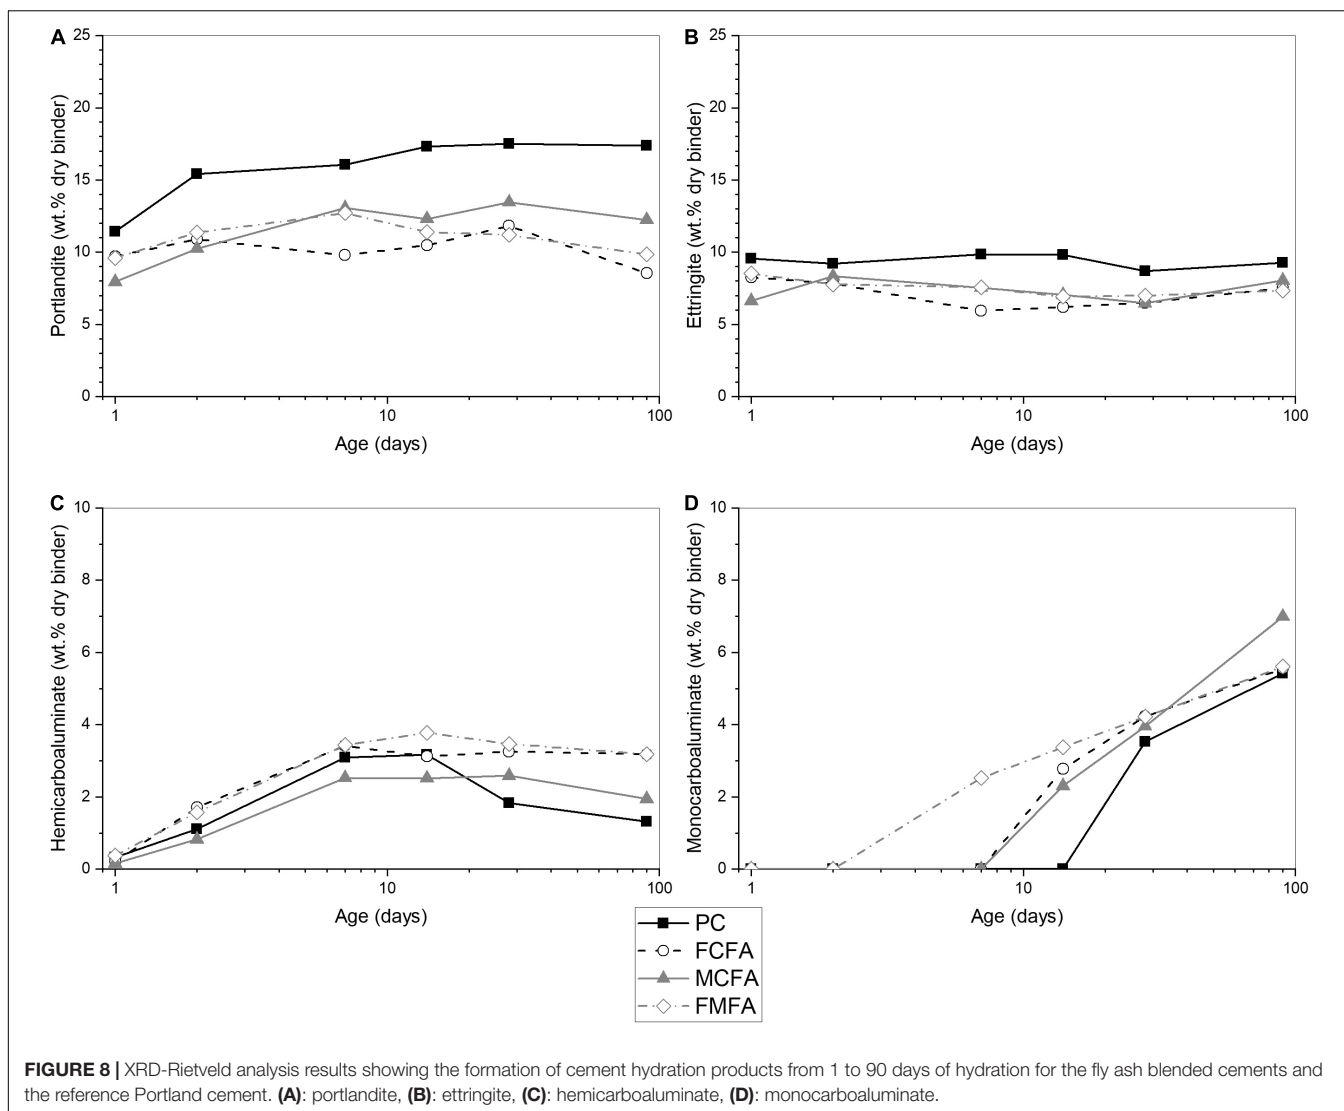 A
25
20
15
10
5
0
Portlandite (wt.% dry binder)
1
10
100
Age (days)
B
25
20
15
10
5
0
Ettringite (wt.% dry binder)
1
10
100
Age (days)
C
10
8
6
4
2
0
Hemicarboaluminate (wt.% dry binder)
1
10
100
Age (days)
D
10
8
6
4
2
0
Monocarboaluminate (wt.% dry binder)
1
10
100
Age (days)
PC
FCFA
MCFA
FMFA
FIGURE 8 | XRD-Rietveld analysis results showing the formation of cement hydration products from 1 to 90 days of hydration for the fly ash blended cements and
the reference Portland cement. (A): portlandite, (B): ettringite, (C): hemicarboaluminate, (D): monocarboaluminate.